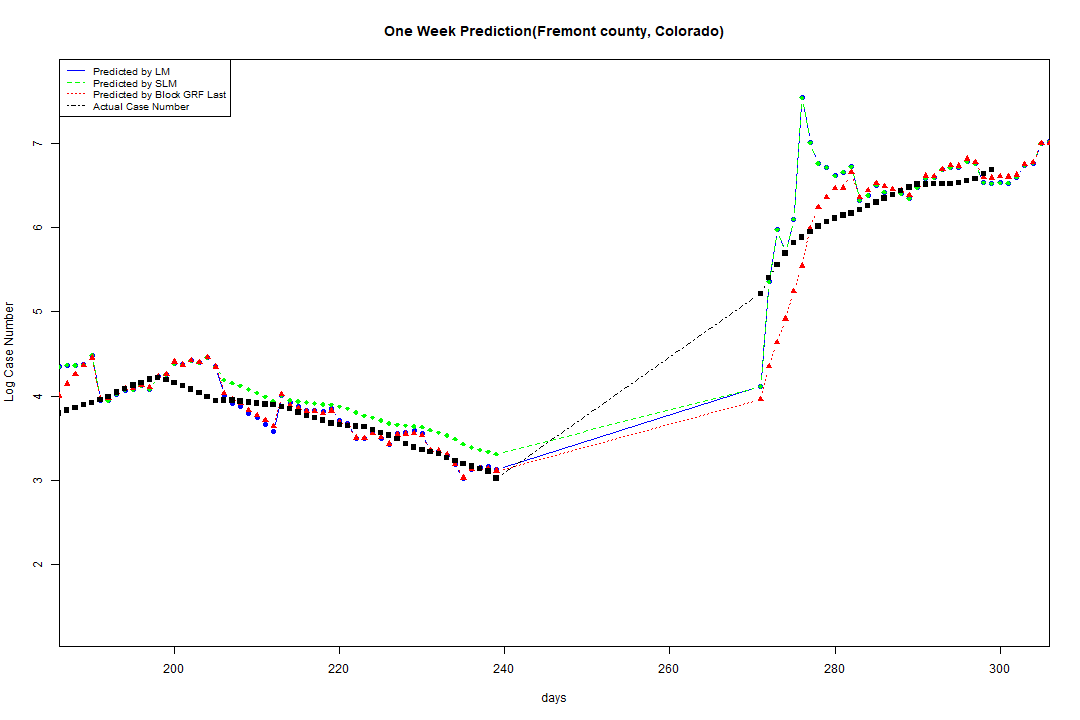 One Week Prediction(Fremont county, Colorado)
Predicted by LM
Predicted by SLM
Predicted by Block GRF Last
Actual Case Number
7
6
5
4
3
2
Log Case Number
200 220 240 260 280 300
days